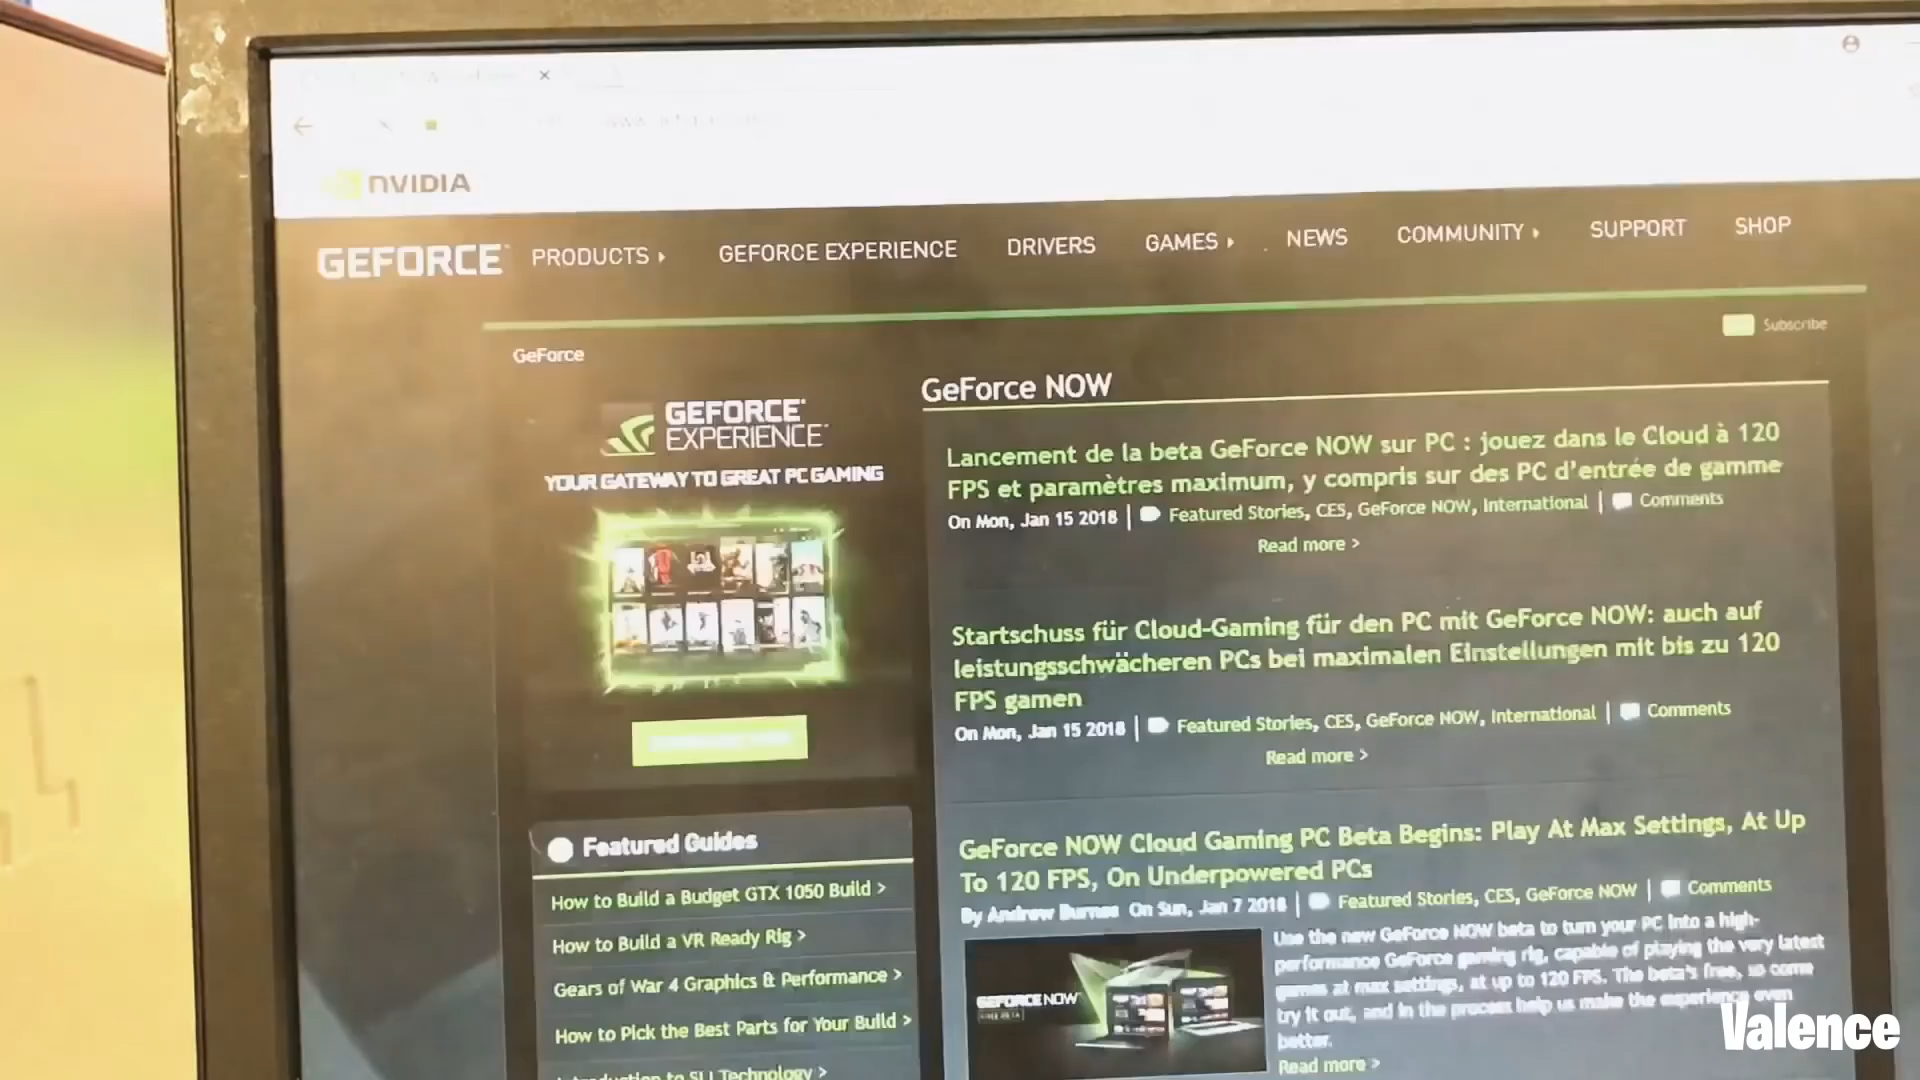 NVIDIA
GEFORCE
PRODUCTS
GEFORCE EXPERIENCE
DRIVERS
GAMES
NEWS
COMMUNITY
SUPPORT
SHOP
Subscribe
GeForce
GEFORCE
EXPERIENCE
YOUR GATEWAY TO GREAT PC GAMING
Featured Guides
How to Build a Budget GTX 1050 Build >
How to Build a VR Ready Rig >
Gears of War 4 Graphics & Performance >
How to Pick the Best Parts for Your Build >
Introduction to SLI Technology >
GeForce NOW
Lancement de la beta GeForce NOW sur PC : jouez dans le Cloud à 120
FPS et paramètres maximum, y compris sur des PC d'entrée de gamme
On Mon, Jan 15 2018 | Featured Stories, CES, GeForce NOW, International | Comments
Read more >
Startschuss für Cloud-Gaming für den PC mit GeForce NOW: auch auf
leistungsschwächeren PCs bei maximalen Einstellungen mit bis zu 120
FPS gamen
On Mon, Jan 15 2018 | Featured Stories, CES, GeForce NOW, International | Comments
Read more >
GeForce NOW Cloud Gaming PC Beta Begins: Play At Max Settings, At Up
To 120 FPS, On Underpowered PCs
By Andrew Burnes On Sun, Jan 7 2018 | Featured Stories, CES, GeForce NOW | Comments
GEFORCE NOW
FREE BETA
Use the new GeForce NOW beta to turn your PC into a high-
performance GeForce gaming rig, capable of playing the very latest
games at max settings, at up to 120 FPS. The beta's free, so come
try it out, and in the process help us make the experience even
better.
Read more >
Valence